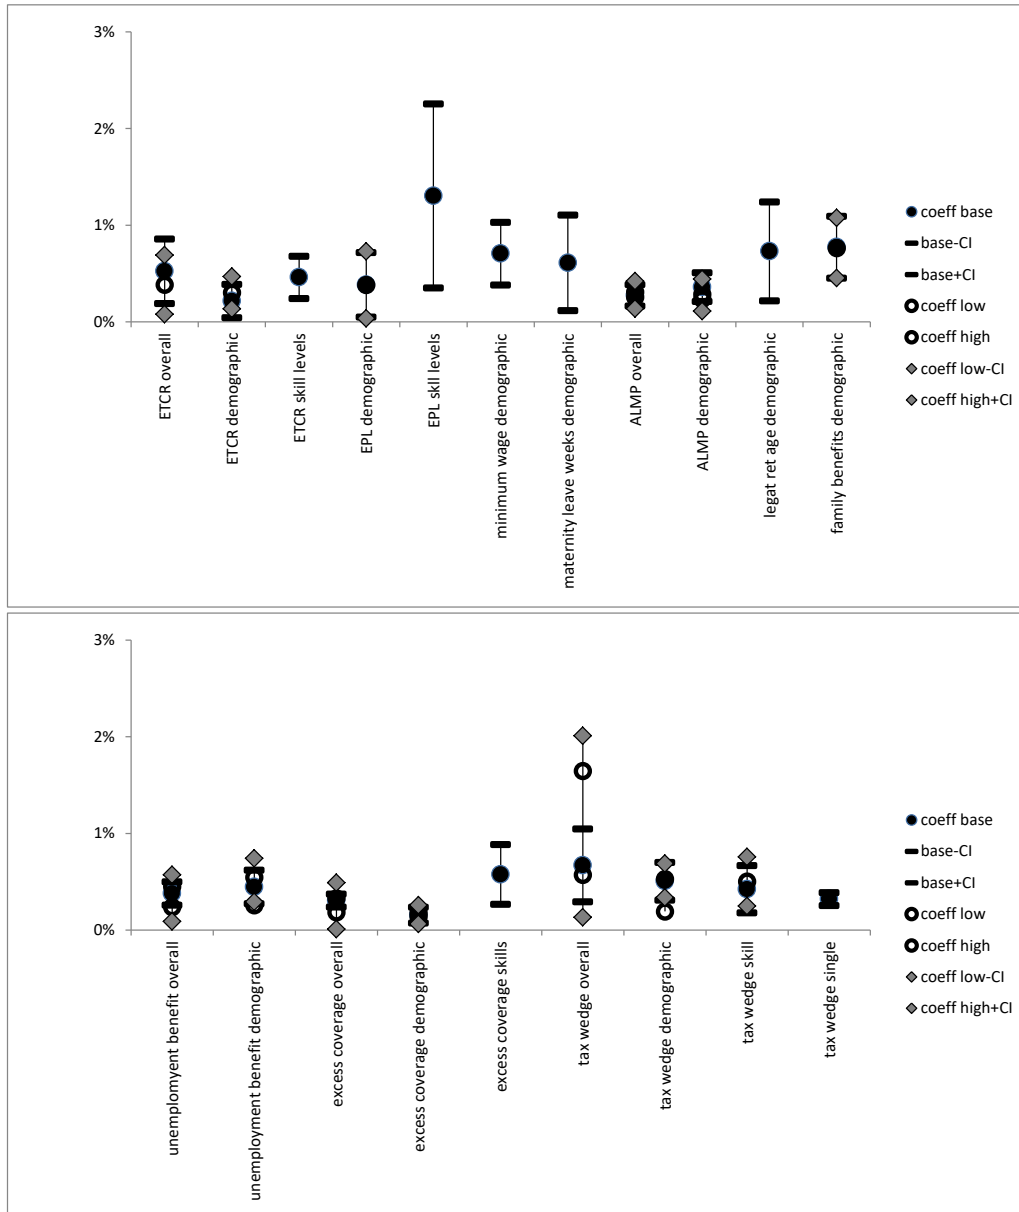 3%
2%
1%
0%
ETCR overall
ETCR demographic
ETCR skill levels
EPL demographic
EPL skll levels
minimum wage demographic
maternity leave weeks demographic
ALMP overall
ALMP demographic
legat ret age demographic
family benefits demographic
coeff base
base-CI
base+CI
coeff low
coeff high
coeff low-CI
coeff high+CI
3%
2%
1%
0%
unemplomyent benefit overall
unemployment benefit demographic
excess coverage overall
excess coverage demographic
excess coverage skills
tax wedge overall
tax wedge demographic
tax wedge skill
tax wedge single
coeff base
base-CI
base+CI
coeff low
coeff high
coeff low-CI
coeff high+CI